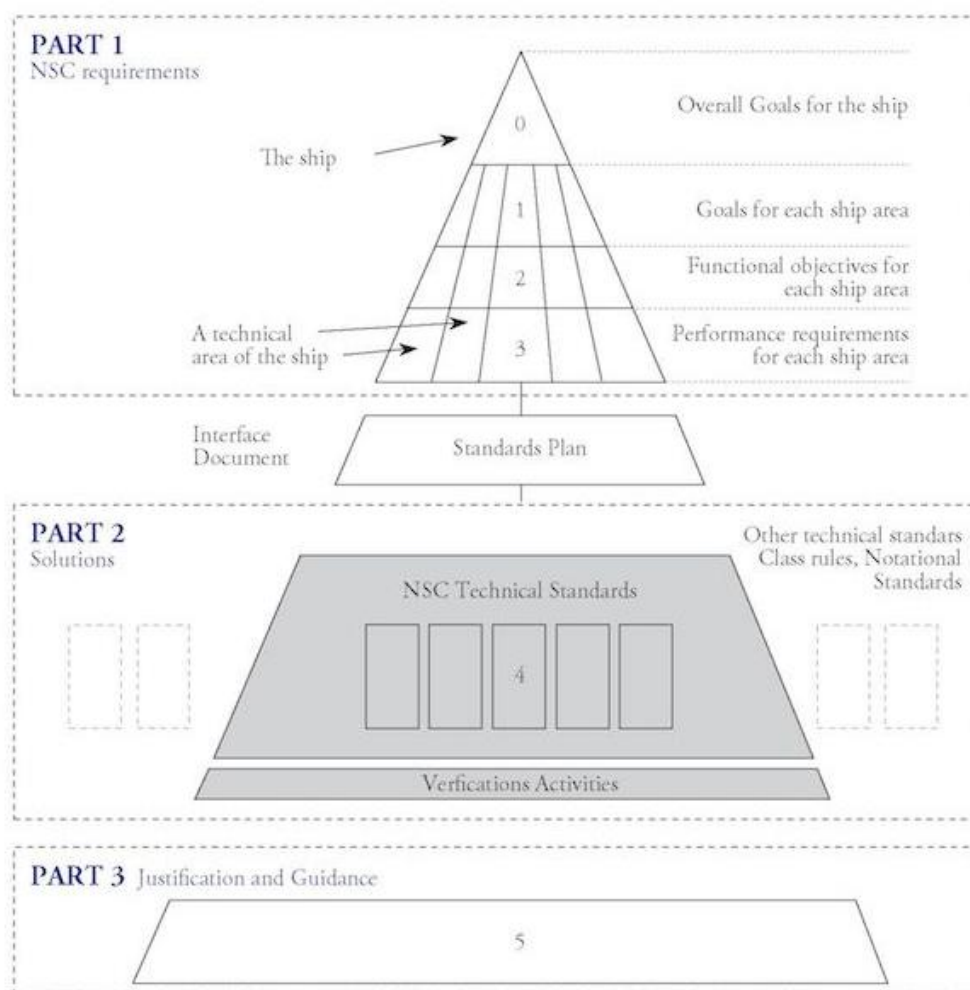 PART 1
NSC requirements
0
Overall Goals for the ship
The ship
1
Goals for each ship area
2
Functional objectives for
each ship area
A technical
area of the ship
3
Performance requirements
for each ship area
Interface
Document
Standards Plan
PART 2
Solutions
Other technical standars
Class rules, Notational
Standards
NSC Technical Standards
4
Verfications Activities
PART 3 Justification and Guidance
5